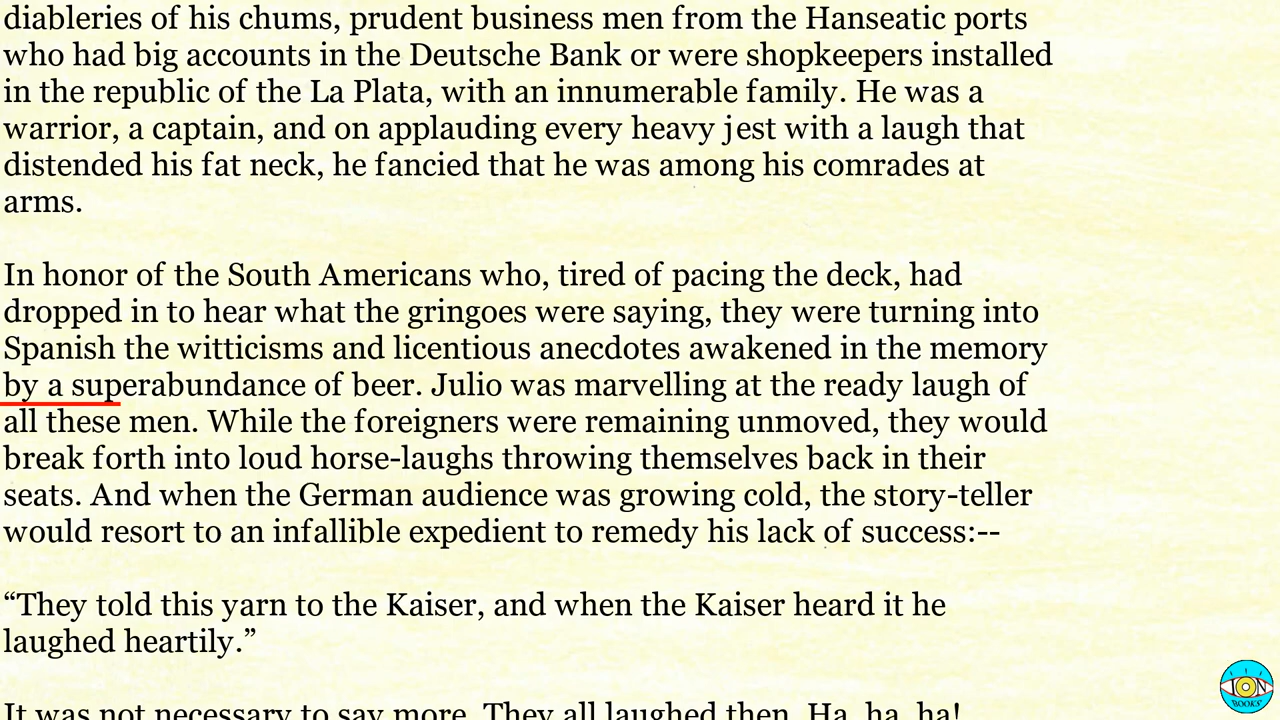 diableries of his chums, prudent business men from the Hanseatic ports
who had big accounts in the Deutsche Bank or were shopkeepers installed
in the republic of the La Plata, with an innumerable family. He was a
warrior, a captain, and on applauding every heavy jest with a laugh that
distended his fat neck, he fancied that he was among his comrades at
arms.
In honor of the South Americans who, tired of pacing the deck, had
dropped in to hear what the gringoes were saying, they were turning into
Spanish the witticisms and licentious anecdotes awakened in the memory
by a superabundance of beer. Julio was marvelling at the ready laugh of
all these men. While the foreigners were remaining unmoved, they would
break forth into loud horse-laughs throwing themselves back in their
seats. And when the German audience was growing cold, the story-teller
would resort to an infallible expedient to remedy his lack of success:--
“They told this yarn to the Kaiser, and when the Kaiser heard it he
laughed heartily.”
It was not necessary to say more. They all laughed then. Ha, ha, ha!
ION
BOOKS